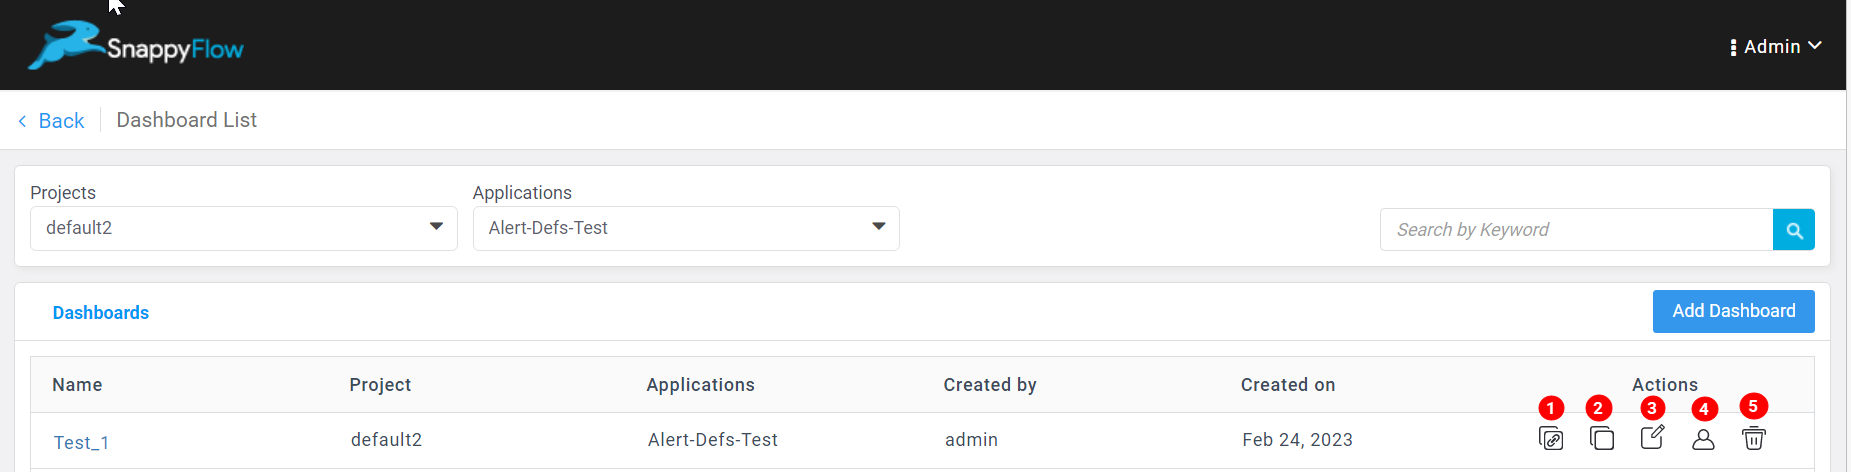 SnappyFlow
Admin
Back
Dashboard List
Projects
Applications
default2
Alert-Defs-Test
Search by Keyword
Dashboards
Add Dashboard
Name Project Applications Created by Created on Actions
1 2 3 4 5
Test_1 default2 Alert-Defs-Test admin Feb 24, 2023